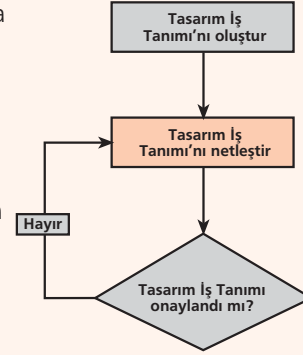 a
Tasarım İş
Tanımı'nı oluştur
Tasarım İş
Tanımı'nı netleştir
Hayır
Tasarım İş Tanımı
onaylandı mı?